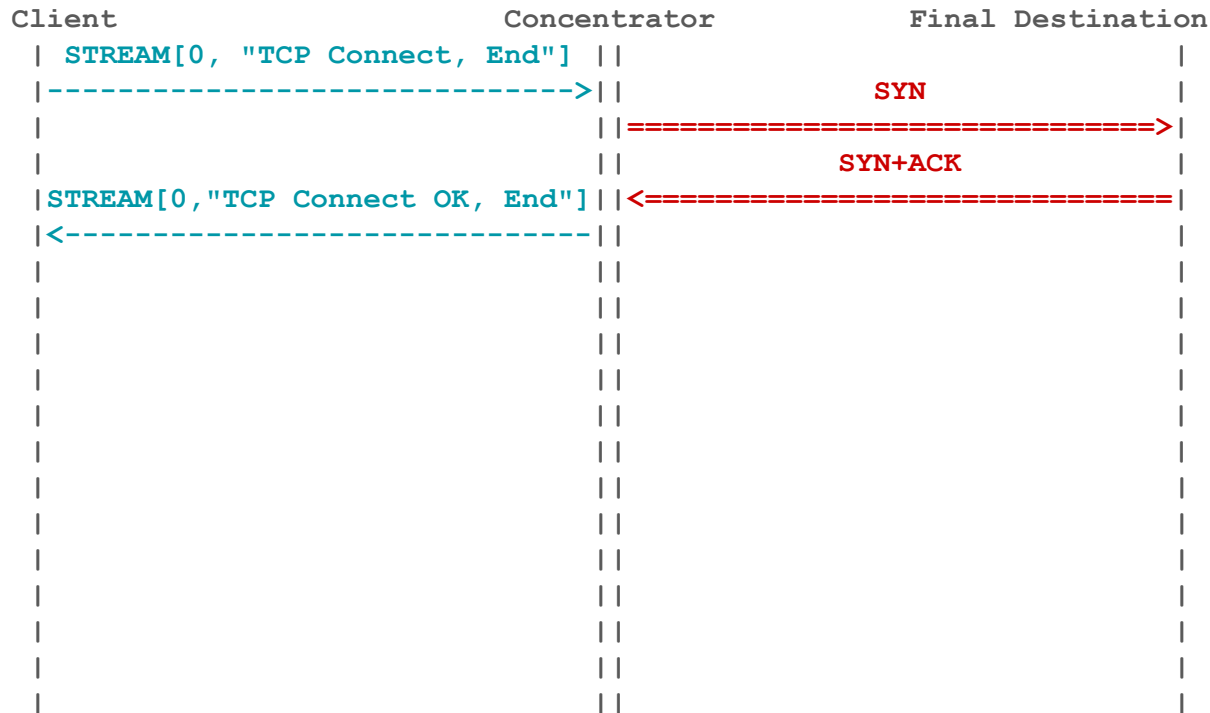 Client Concentrator Final Destination
| STREAM[0, "TCP Connect, End"] || |
|------------------------------>|| SYN |
| ||==============================>|
| || SYN+ACK |
|STREAM[0,"TCP Connect OK, End"]||<==============================|
|<------------------------------|| |
| || |
| || |
| || |
| || |
| || |
| || |
| || |
| || |
| || |
| || |
| || |
| || |
| || |